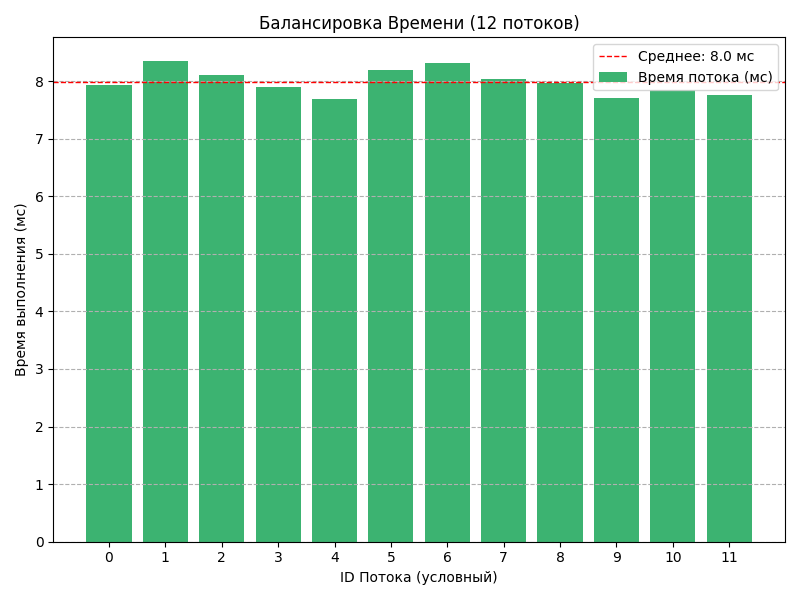 Балансировка Времени (12 потоков)
Среднее: 8.0 мс
Время потока (мс)
Время выполнения (мс)
8
7
6
5
4
3
2
1
0
0 1 2 3 4 5 6 7 8 9 10 11
ID Потока (условный)